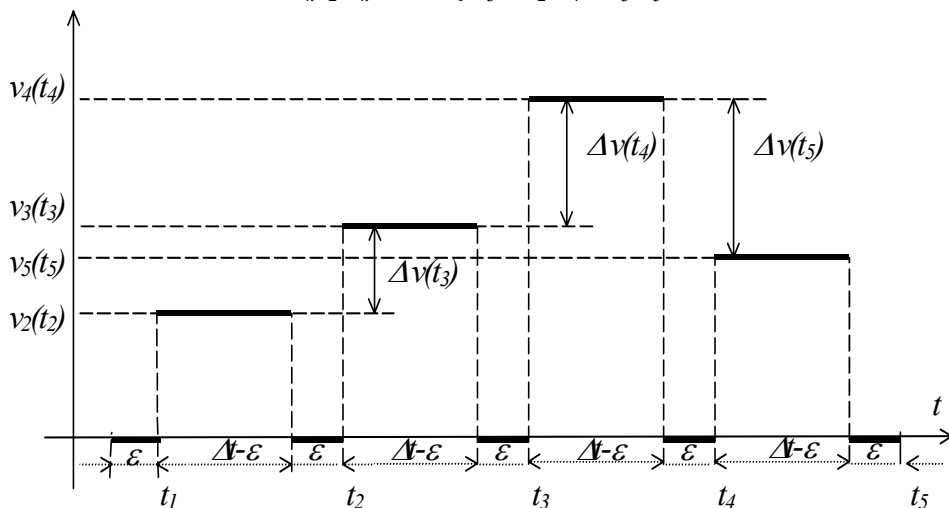 v4(t4)
Δv(t4)
Δv(t5)
v3(t3)
v5(t5)
Δv(t3)
v2(t2)
t
ε Δt-ε ε Δt-ε ε Δt-ε ε Δt-ε ε
t1 t2 t3 t4 t5